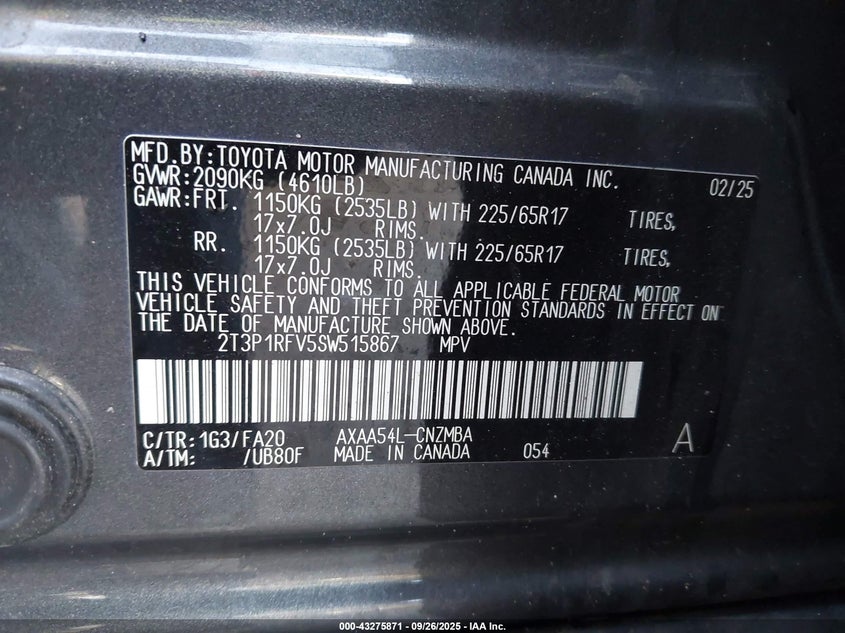 MFD.BY:TOYOTA MOTOR MANUFACTURING CANADA INC. 02/25
GVWR:2090KG (4610LB)
GAWR:FRT. 1150KG (2535LB) WITH 225/65R17 TIRES,
17x7.0J RIMS.
RR. 1150KG (2535LB) WITH 225/65R17 TIRES,
17x7.0J RIMS.
THIS VEHICLE CONFORMS TO ALL APPLICABLE FEDERAL MOTOR
VEHICLE SAFETY AND THEFT PREVENTION STANDARDS IN EFFECT ON
THE DATE OF MANUFACTURE SHOWN ABOVE.
2T3P1RFV5SW515867 MPV
C/TR:1G3/FA20 AXAA54L-CNZMBA A
A/TM: /UB80F MADE IN CANADA 054
000-43275871 - 09/26/2025 - IAA Inc.